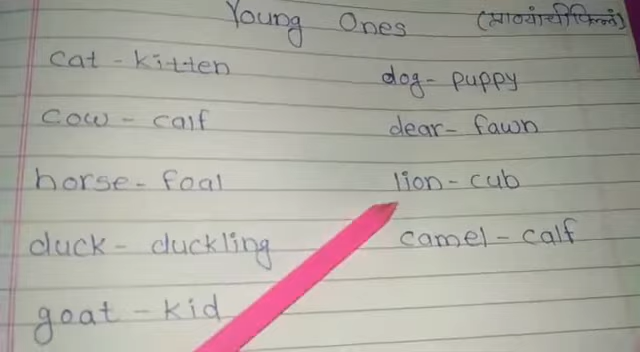 Young Ones (प्राण्यांची पिल्लं)
cat - kitten
cow - calf
horse - foal
duck - duckling
goat - kid
dog - puppy
dear - fawn
lion - cub
camel - calf